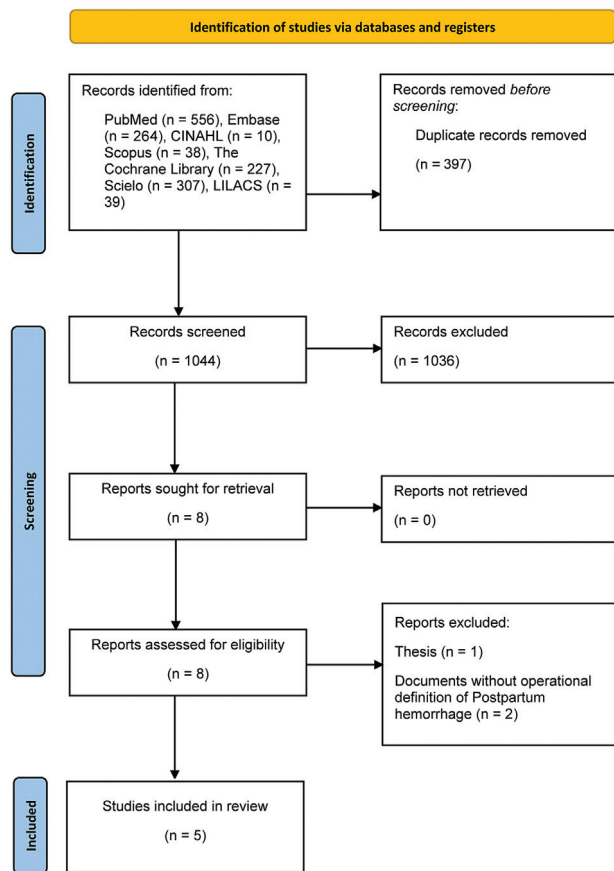 Identification of studies via databases and registers
Identification
Records identified from:
PubMed (n = 556), Embase
(n = 264), CINAHL (n = 10),
Scopus (n = 38), The
Cochrane Library (n = 227),
Scielo (n = 307), LILACS (n =
39)
Records removed before
screening:
Duplicate records removed
(n = 397)
Screening
Records screened
(n = 1044)
Records excluded
(n = 1036)
Reports sought for retrieval
(n = 8)
Reports not retrieved
(n = 0)
Reports assessed for eligibility
(n = 8)
Reports excluded:
Thesis (n = 1)
Documents without operational
definition of Postpartum
hemorrhage (n = 2)
Included
Studies included in review
(n = 5)